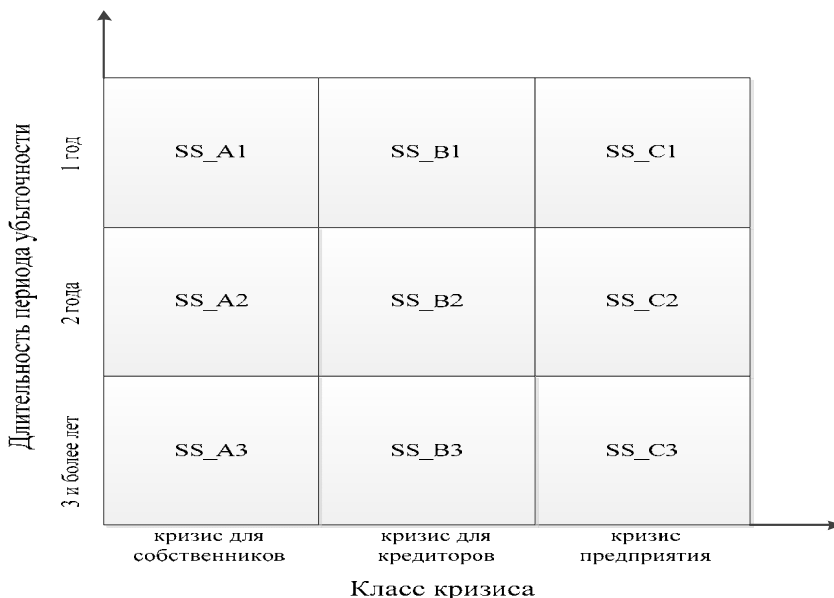 Длительность периода убыточности
1 год
SS_A1 SS_B1 SS_C1
2 года
SS_A2 SS_B2 SS_C2
3 и более лет
SS_A3 SS_B3 SS_C3
кризис для
собственников
кризис для
кредиторов
кризис
предприятия
Класс кризиса